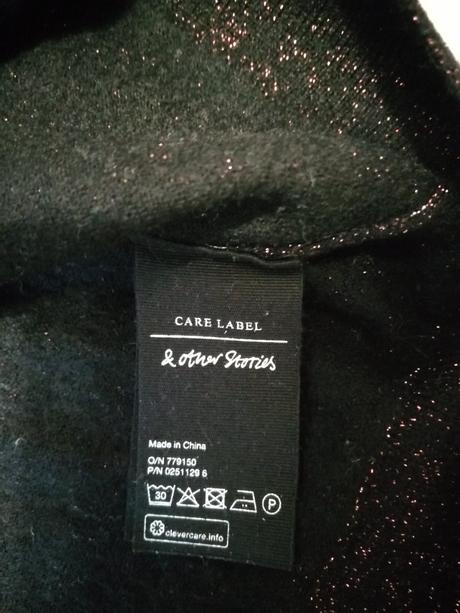 CARE LABEL
& other Stories
Made in China
O/N 779150
P/N 0251129 6
30 P
clevercare.info